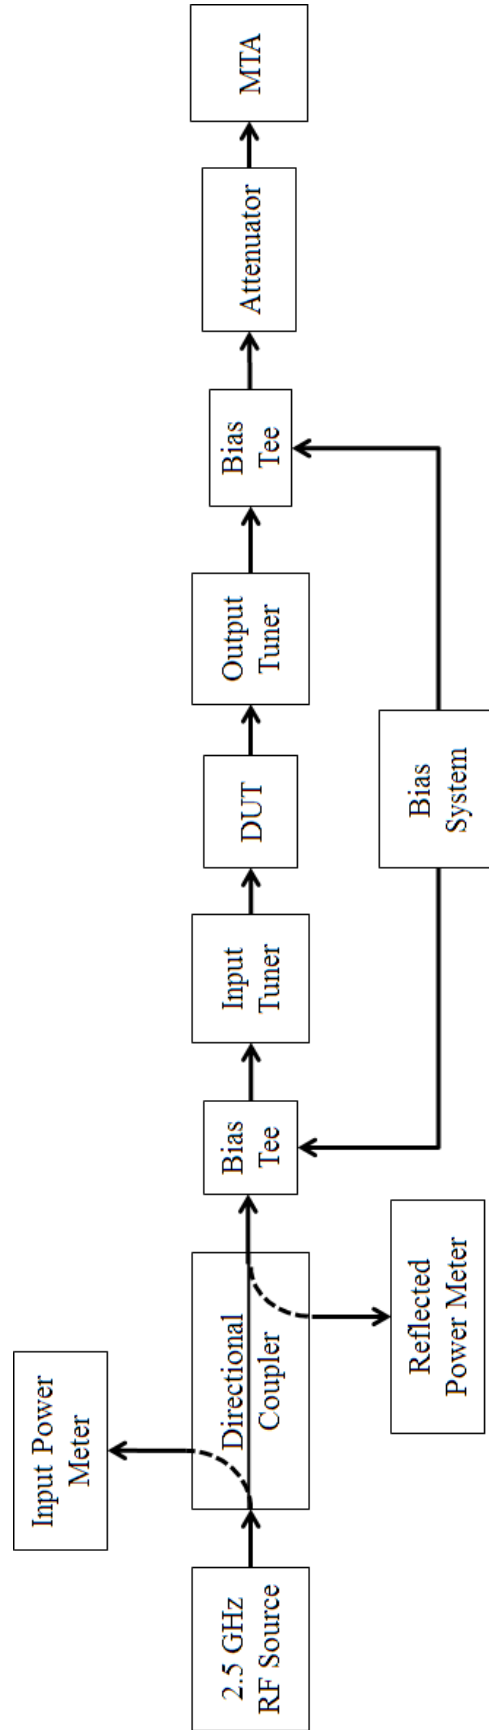 Input Power
Meter
2.5 GHz
RF Source
Directional
Coupler
Bias
Tee
Input
Tuner
DUT
Output
Tuner
Bias
Tee
Attenuator
MTA
Reflected
Power Meter
Bias
System